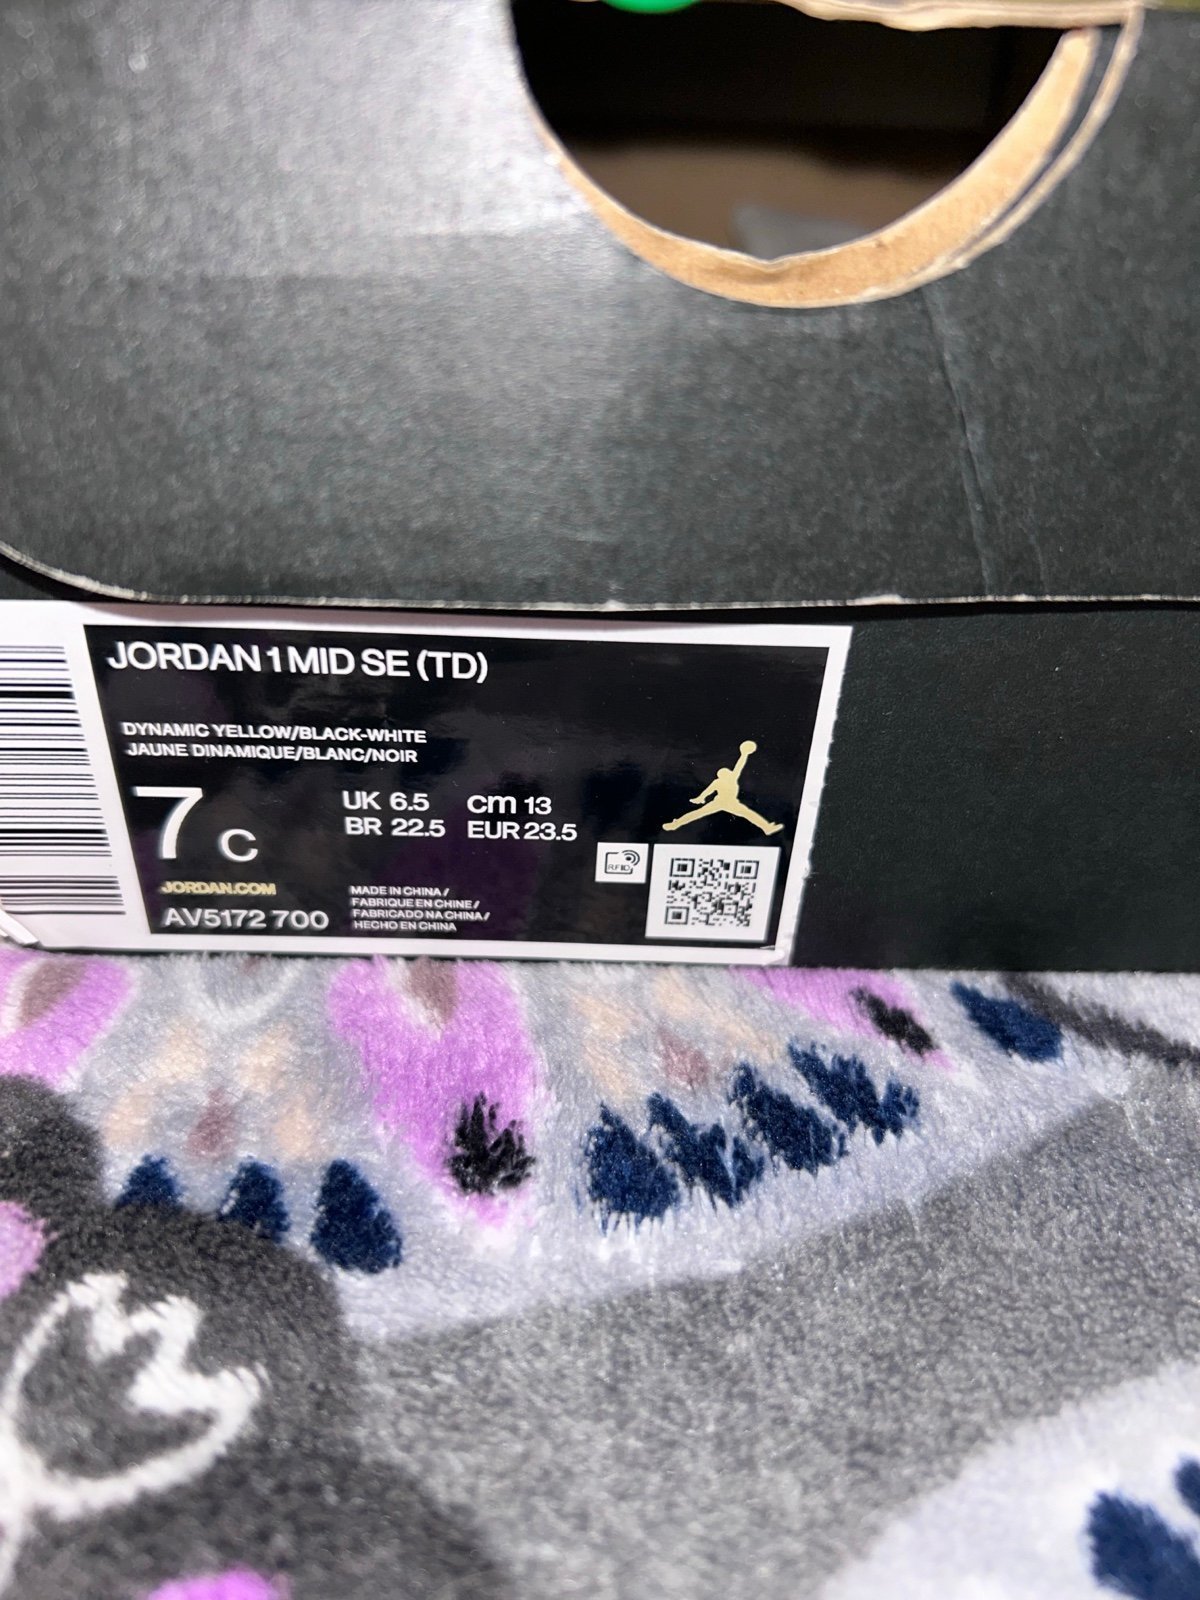 JORDAN 1 MID SE (TD)
DYNAMIC YELLOW/BLACK-WHITE
JAUNE DINAMIQUE/BLANC/NOIR
7 C
UK 6.5 cm 13
BR 22.5 EUR 23.5
RFID
JORDAN.COM
AV5172 700
MADE IN CHINA /
FABRIQUE EN CHINE /
FABRICADO NA CHINA /
HECHO EN CHINA